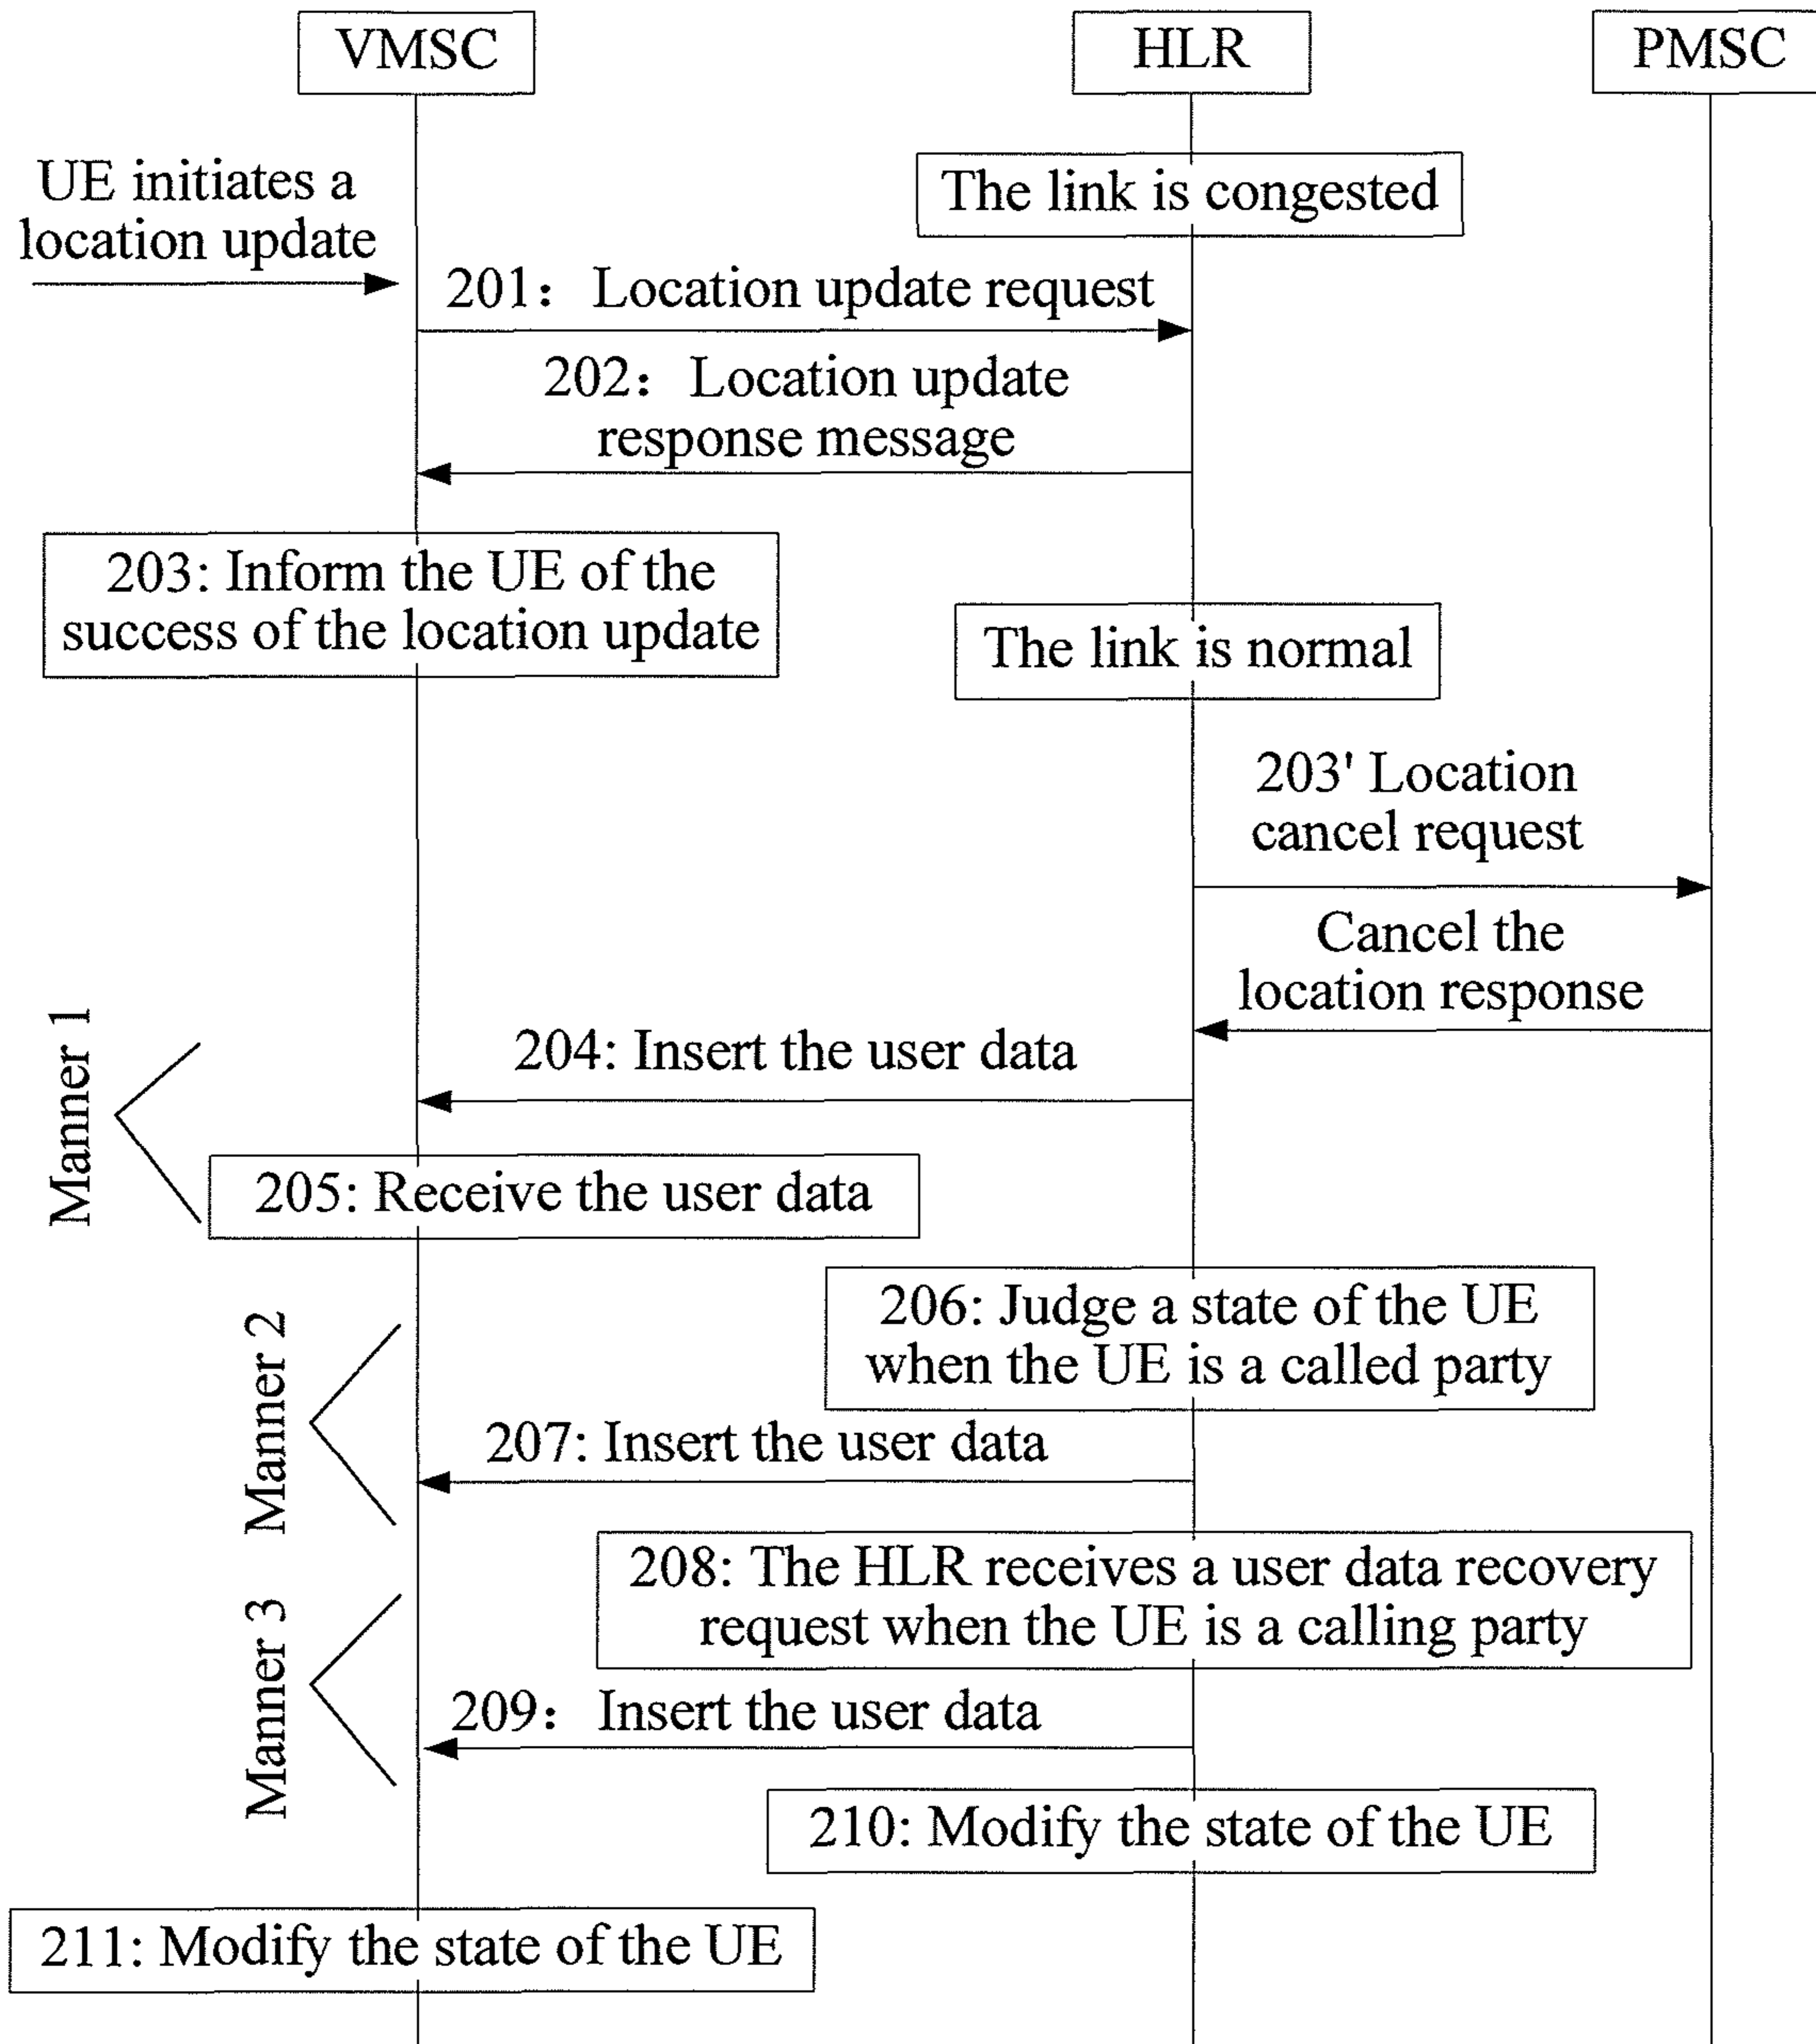 VMSC
HLR
PMSC
The link is congested
UE initiates a
location update
201： Location update request
202： Location update
response message
203: Inform the UE of the
success of the location update
The link is normal
203' Location
cancel request
Cancel the
location response
Manner 1
204: Insert the user data
205: Receive the user data
206: Judge a state of the UE
when the UE is a called party
Manner 2
207: Insert the user data
208: The HLR receives a user data recovery
request when the UE is a calling party
Manner 3
209： Insert the user data
210: Modify the state of the UE
211: Modify the state of the UE